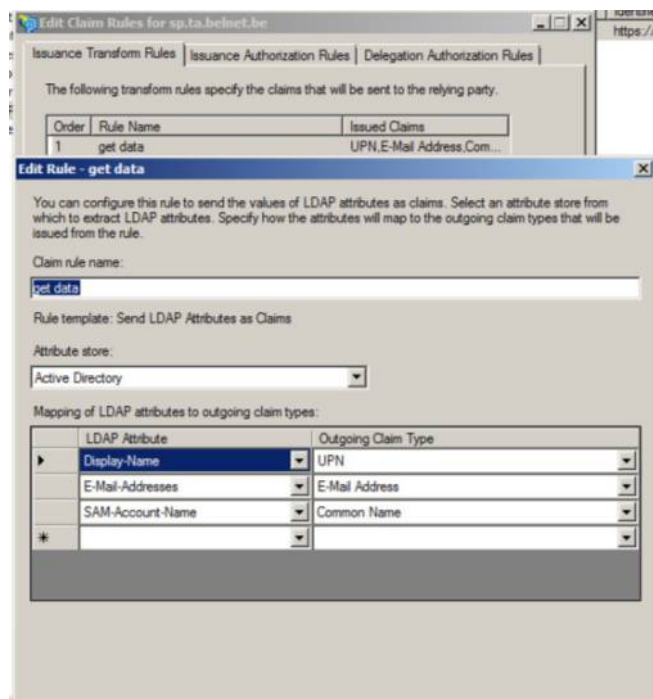 Edit Claim Rules for sp.ta.belnet.be
https:/
Issuance Transform Rules Issuance Authorization Rules Delegation Authorization Rules
The following transform rules specify the claims that will be sent to the relying party.
Order Rule Name Issued Claims
1 get data UPN,E-Mail Address,Com...
Edit Rule - get data
You can configure this rule to send the values of LDAP attributes as claims. Select an attribute store from
which to extract LDAP attributes. Specify how the attributes will map to the outgoing claim types that will be
issued from the rule.
Claim rule name:
get data
Rule template: Send LDAP Attributes as Claims
Attribute store:
Active Directory
Mapping of LDAP attributes to outgoing claim types:
LDAP Attribute Outgoing Claim Type
Display-Name UPN
E-Mail-Addresses E-Mail Address
SAM-Account-Name Common Name
*